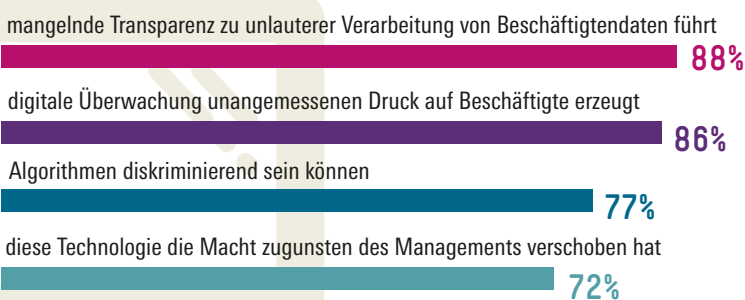 mangelnde Transparenz zu unlauterer Verarbeitung von Beschäftigtendaten führt
88%
digitale Überwachung unangemessenen Druck auf Beschäftigte erzeugt
86%
Algorithmen diskriminierend sein können
77%
diese Technologie die Macht zugunsten des Managements verschoben hat
72%